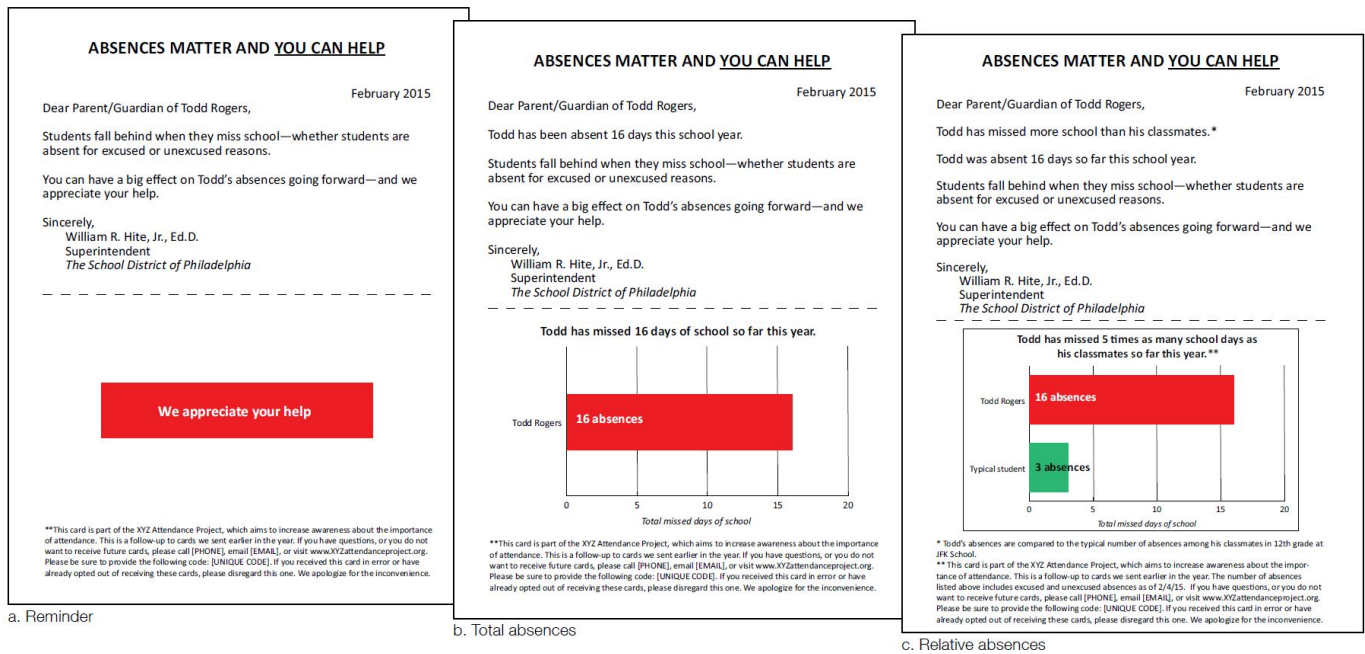 ABSENCES MATTER AND YOU CAN HELP
February 2015
Dear Parent/Guardian of Todd Rogers,
Students fall behind when they miss school—whether students are
absent for excused or unexcused reasons.
You can have a big effect on Todd's absences going forward—and we
appreciate your help.
Sincerely,
William R. Hite, Jr., Ed.D.
Superintendent
The School District of Philadelphia
We appreciate your help
**This card is part of the XYZ Attendance Project, which aims to increase awareness about the importance
of attendance. This is a follow-up to cards we sent earlier in the year. If you have questions, or you do not
want to receive future cards, please call [PHONE], email [EMAIL], or visit www.XYZattendanceproject.org.
Please be sure to provide the following code: [UNIQUE CODE]. If you received this card in error or have
already opted out of receiving these cards, please disregard this one. We apologize for the inconvenience.
a. Reminder
ABSENCES MATTER AND YOU CAN HELP
February 2015
Dear Parent/Guardian of Todd Rogers,
Todd has been absent 16 days this school year.
Students fall behind when they miss school—whether students are
absent for excused or unexcused reasons.
You can have a big effect on Todd's absences going forward—and we
appreciate your help.
Sincerely,
William R. Hite, Jr., Ed.D.
Superintendent
The School District of Philadelphia
Todd has missed 16 days of school so far this year.
Todd Rogers
16 absences
0 5 10 15 20
Total missed days of school
**This card is part of the XYZ Attendance Project, which aims to increase awareness about the importance
of attendance. This is a follow-up to cards we sent earlier in the year. If you have questions, or you do not
want to receive future cards, please call [PHONE], email [EMAIL], or visit www.XYZattendanceproject.org.
Please be sure to provide the following code: [UNIQUE CODE]. If you received this card in error or have
already opted out of receiving these cards, please disregard this one. We apologize for the inconvenience.
b. Total absences
ABSENCES MATTER AND YOU CAN HELP
February 2015
Dear Parent/Guardian of Todd Rogers,
Todd has missed more school than his classmates.*
Todd was absent 16 days so far this school year.
Students fall behind when they miss school—whether students are
absent for excused or unexcused reasons.
You can have a big effect on Todd's absences going forward—and we
appreciate your help.
Sincerely,
William R. Hite, Jr., Ed.D.
Superintendent
The School District of Philadelphia
Todd has missed 5 times as many school days as
his classmates so far this year.**
Todd Rogers
16 absences
Typical student
3 absences
0 5 10 15 20
Total missed days of school
* Todd's absences are compared to the typical number of absences among his classmates in 12th grade at
JFK School.
** This card is part of the XYZ Attendance Project, which aims to increase awareness about the impor-
tance of attendance. This is a follow-up to cards we sent earlier in the year. The number of absences
listed above includes excused and unexcused absences as of 2/4/15. If you have questions, or you do not
want to receive future cards, please call [PHONE], email [EMAIL], or visit www.XYZattendanceproject.org.
Please be sure to provide the following code: [UNIQUE CODE]. If you received this card in error or have
already opted out of receiving these cards, please disregard this one. We apologize for the inconvenience.
c. Relative absences